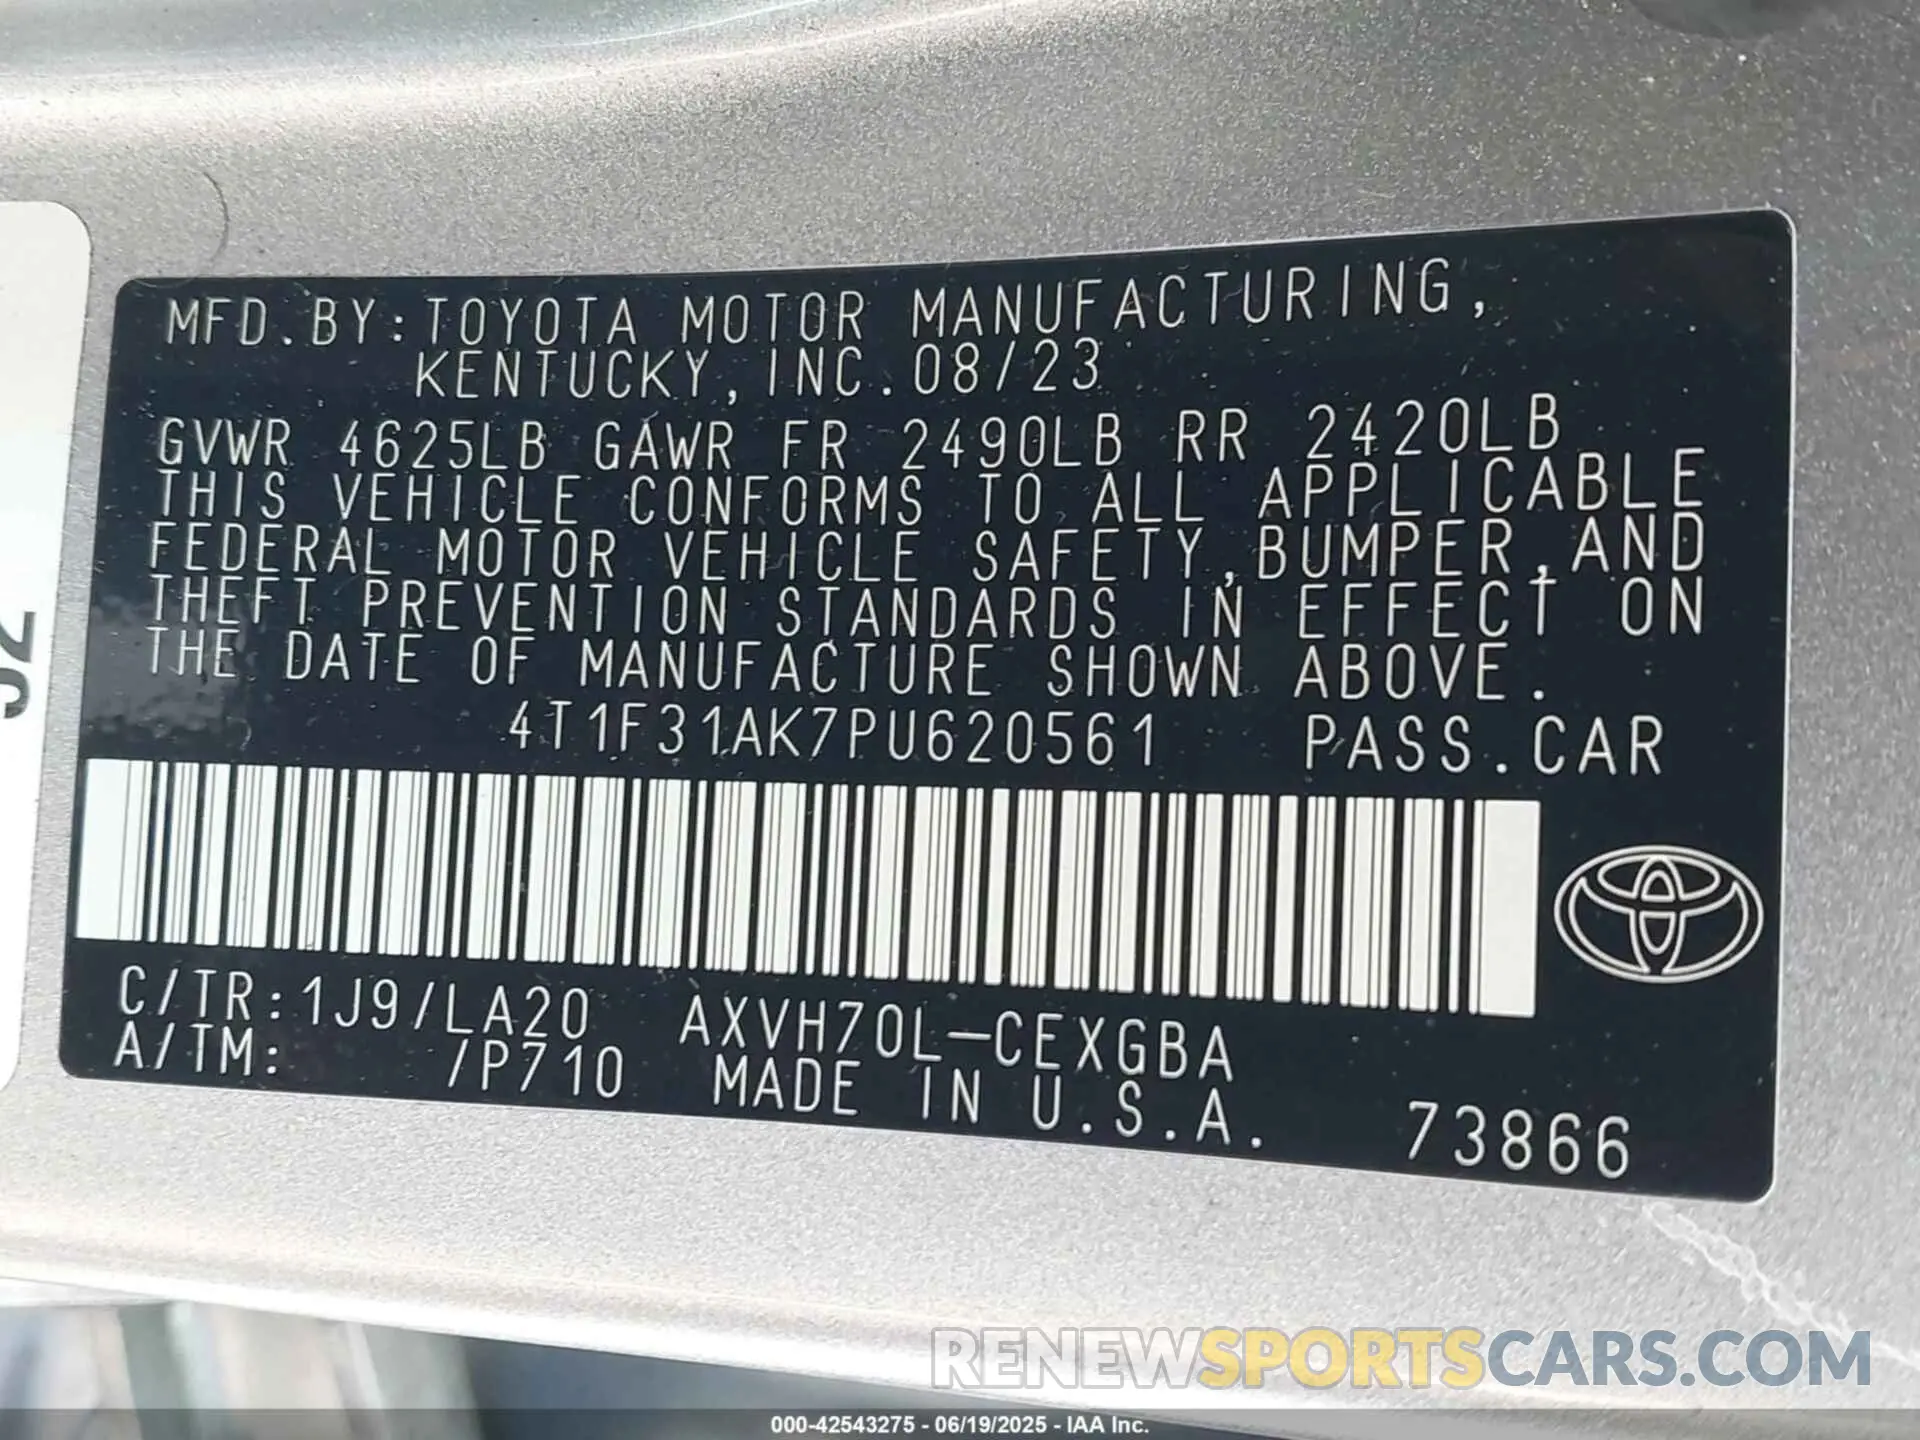 MFD.BY:TOYOTA MOTOR MANUFACTURING,
KENTUCKY, INC.08/23
GVWR 4625LB GAWR FR 2490LB RR 2420LB
THIS VEHICLE CONFORMS TO ALL APPLICABLE
FEDERAL MOTOR VEHICLE SAFETY,BUMPER,AND
THEFT PREVENTION STANDARDS IN EFFECT ON
THE DATE OF MANUFACTURE SHOWN ABOVE.
4T1F31AK7PU620561 PASS.CAR
C/TR:1J9/LA20 AXVH70L-CEXGBA
A/TM: /P710 MADE IN U.S.A. 73866
RENEWSPORTSCARS.COM
000-42543275 - 06/19/2025 - IAA Inc.